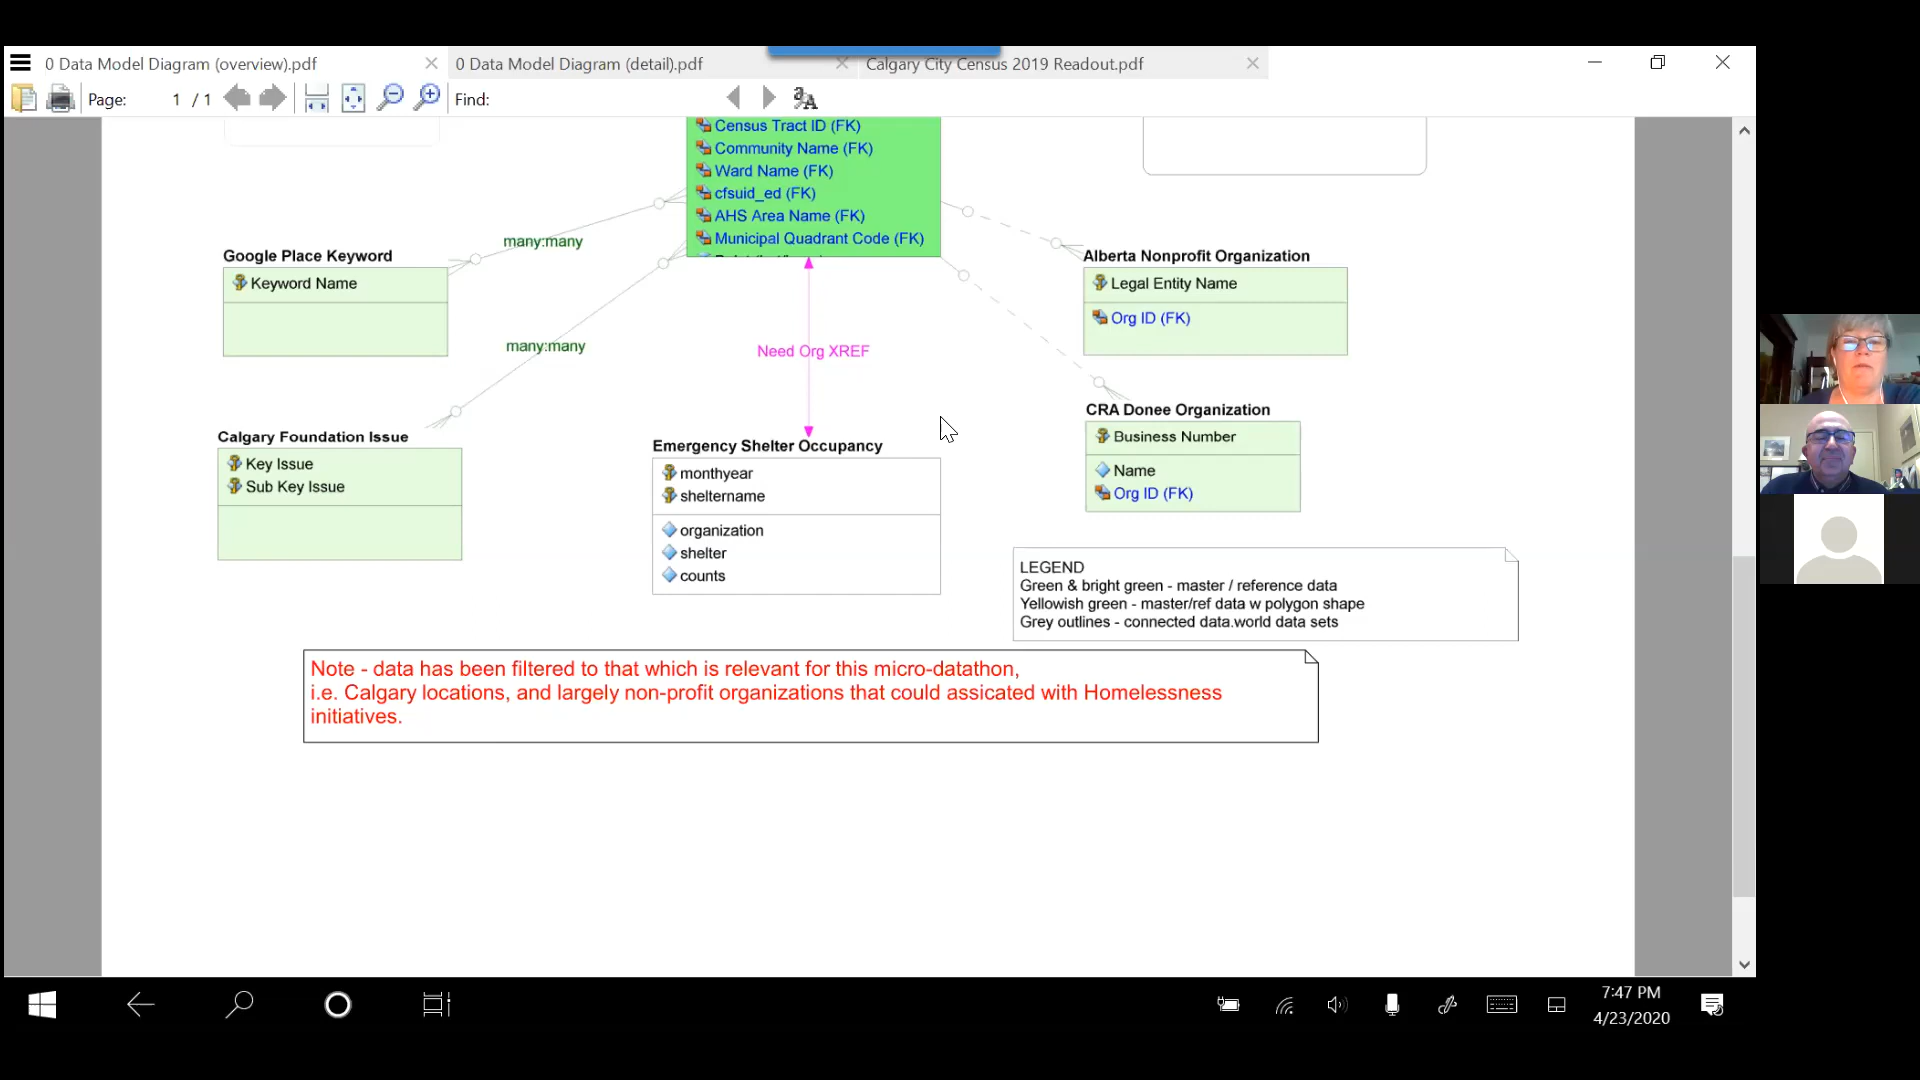 0 Data Model Diagram (overview).pdf
0 Data Model Diagram (detail).pdf
Calgary City Census 2019 Readout.pdf
Page: 1 / 1
Find:
Census Tract ID (FK)
Community Name (FK)
Ward Name (FK)
cfsuid_ed (FK)
AHS Area Name (FK)
Municipal Quadrant Code (FK)
many:many
Google Place Keyword
Keyword Name
Alberta Nonprofit Organization
Legal Entity Name
Org ID (FK)
many:many
Need Org XREF
CRA Donee Organization
Business Number
Name
Org ID (FK)
Calgary Foundation Issue
Key Issue
Sub Key Issue
Emergency Shelter Occupancy
monthyear
sheltername
organization
shelter
counts
LEGEND
Green & bright green - master / reference data
Yellowish green - master/ref data w polygon shape
Grey outlines - connected data.world data sets
Note - data has been filtered to that which is relevant for this micro-datathon,
i.e. Calgary locations, and largely non-profit organizations that could assicated with Homelessness
initiatives.
7:47 PM
4/23/2020